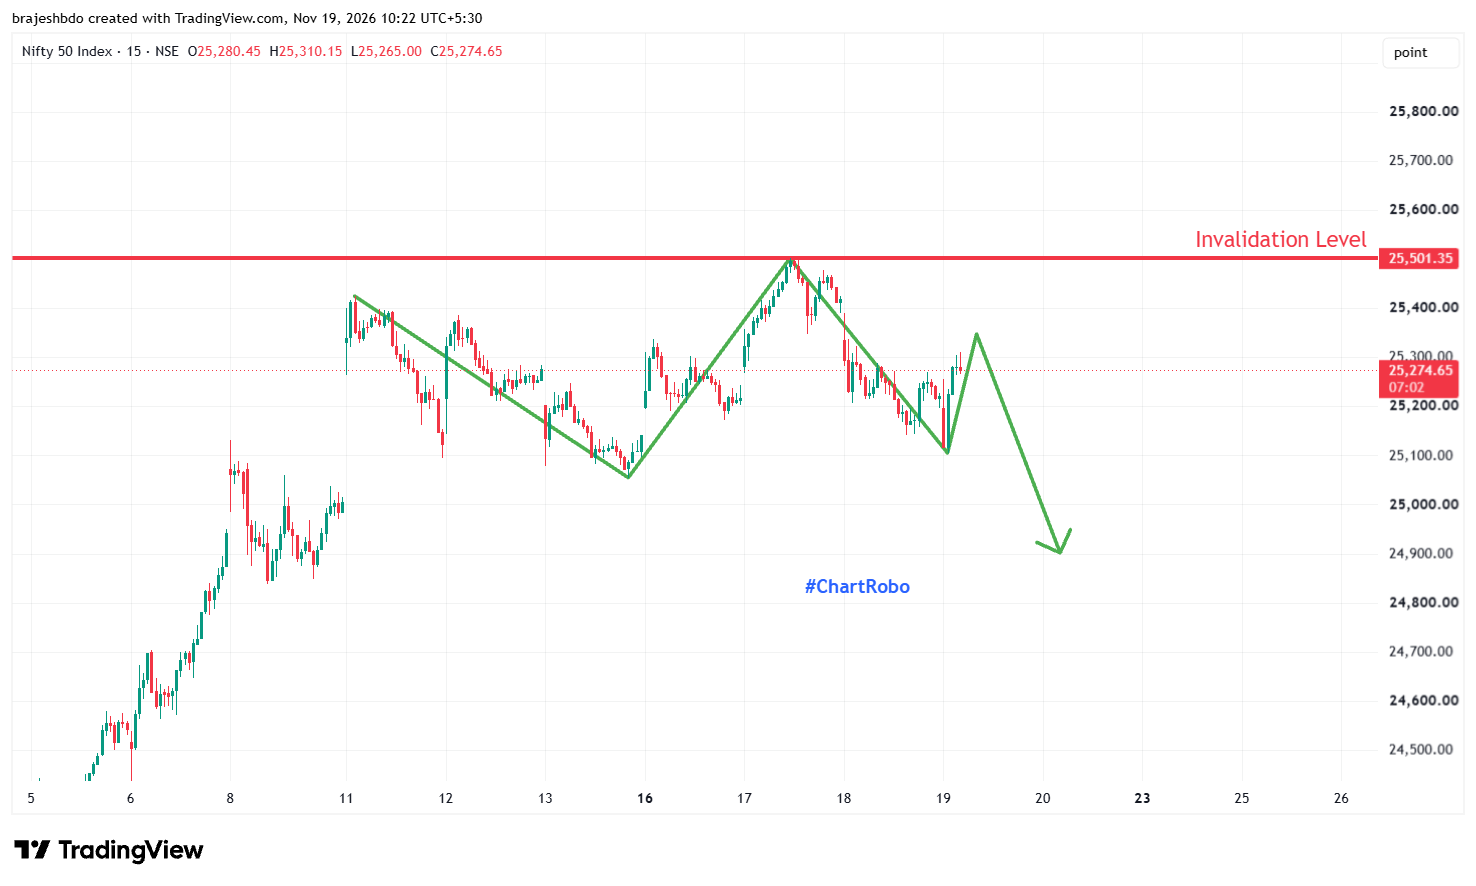 brajeshbdo created with TradingView.com, Nov 19, 2026 10:22 UTC+5:30
Nifty 50 Index · 15 · NSE O25,280.45 H25,310.15 L25,265.00 C25,274.65
point
25,800.00
25,700.00
25,600.00
Invalidation Level
25,501.35
25,400.00
25,300.00
25,274.65
07:02
25,200.00
25,100.00
25,000.00
24,900.00
#ChartRobo
24,800.00
24,700.00
24,600.00
24,500.00
5 6 8 11 12 13 16 17 18 19 20 23 25 26
TradingView